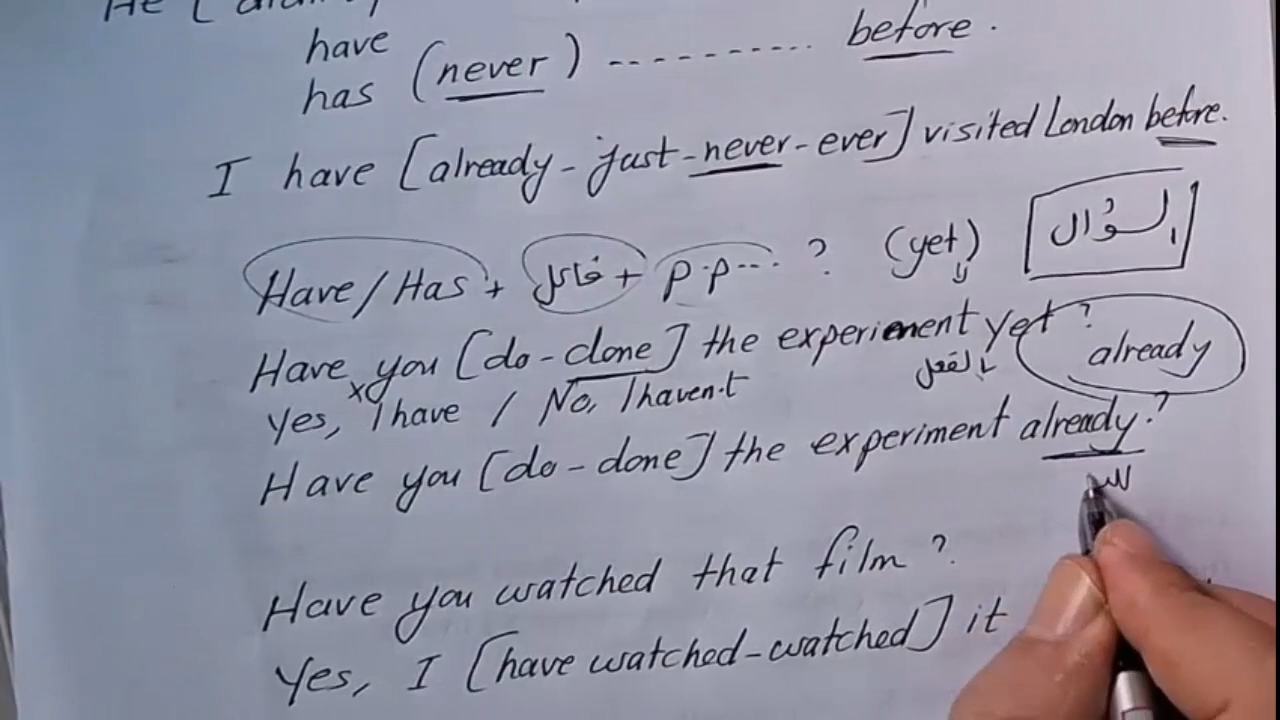 He [
have
has (never) ---------- before.
I have [already - just - never - ever] visited London before.
السؤال
Have / Has + فاعل + p.p... ? (yet)
Have you [do - done] the experiment yet ?
بالفعل already
Yes, I have / No, I haven't
Have you [do - done] the experiment already ?
Have you watched that film ?
Yes, I [have watched - watched] it